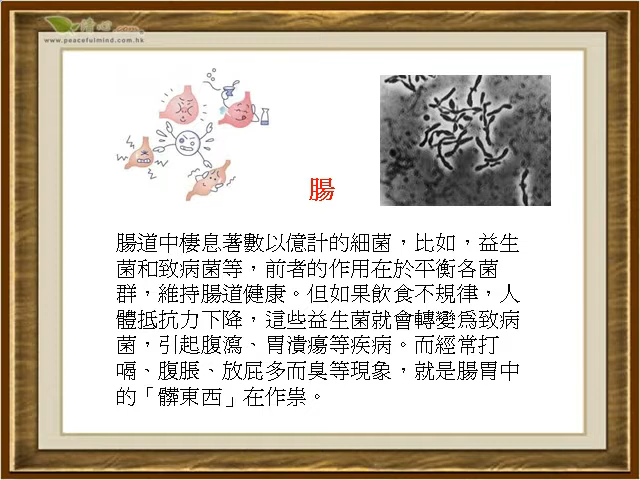 www.peacefulmind.com.hk
腸
腸道中棲息著數以億計的細菌，比如，益生
菌和致病菌等，前者的作用在於平衡各菌
群，維持腸道健康。但如果飲食不規律，人
體抵抗力下降，這些益生菌就會轉變為致病
菌，引起腹瀉、胃潰瘍等疾病。而經常打
嗝、腹脹、放屁多而臭等現象，就是腸胃中
的「髒東西」在作祟。